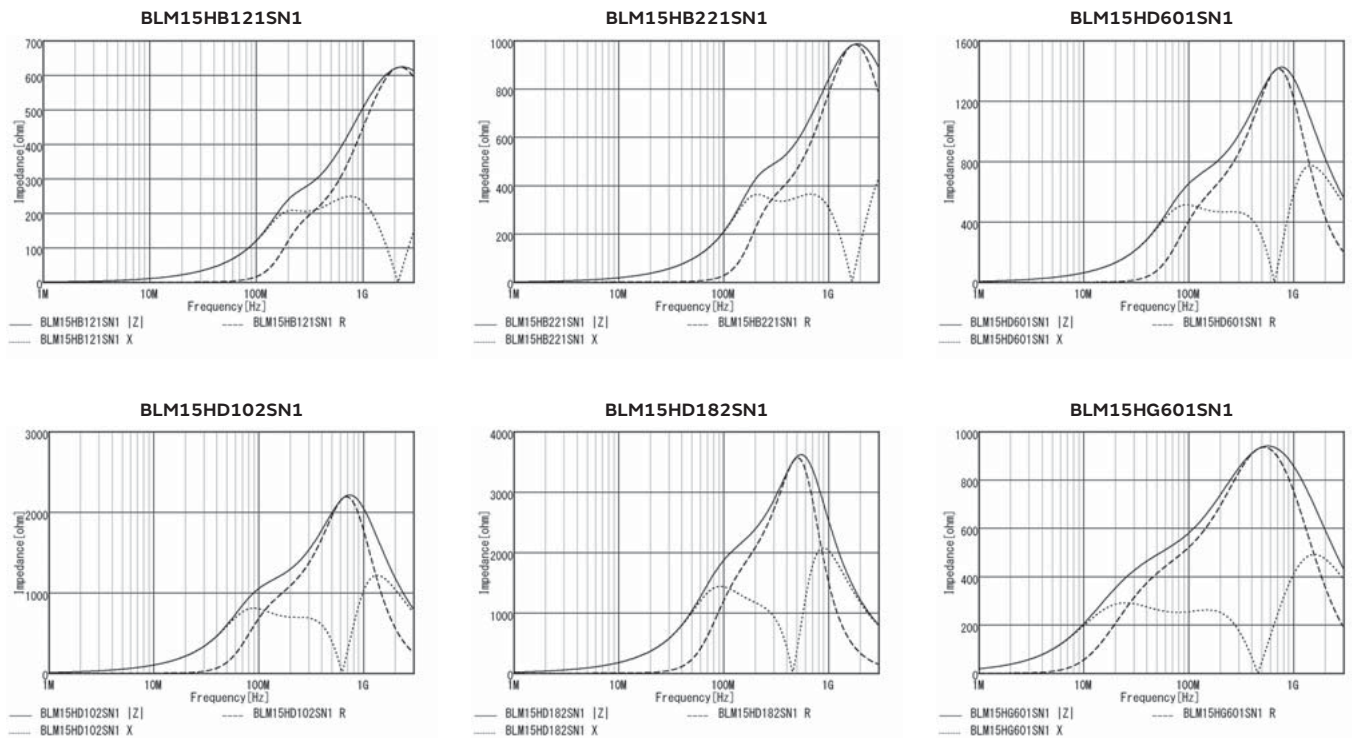 BLM15HB121SN1
700
600
500
400
300
200
100
0
Impedance[ohm]
1M 10M 100M 1G
Frequency[Hz]
BLM15HB121SN1 |Z| BLM15HB121SN1 R
BLM15HB121SN1 X
BLM15HB221SN1
1000
800
600
400
200
0
Impedance[ohm]
1M 10M 100M 1G
Frequency[Hz]
BLM15HB221SN1 |Z| BLM15HB221SN1 R
BLM15HB221SN1 X
BLM15HD601SN1
1600
1200
800
400
0
Impedance[ohm]
1M 10M 100M 1G
Frequency[Hz]
BLM15HD601SN1 |Z| BLM15HD601SN1 R
BLM15HD601SN1 X
BLM15HD102SN1
3000
2000
1000
0
Impedance[ohm]
1M 10M 100M 1G
Frequency[Hz]
BLM15HD102SN1 |Z| BLM15HD102SN1 R
BLM15HD102SN1 X
BLM15HD182SN1
4000
3000
2000
1000
0
Impedance[ohm]
1M 10M 100M 1G
Frequency[Hz]
BLM15HD182SN1 |Z| BLM15HD182SN1 R
BLM15HD182SN1 X
BLM15HG601SN1
1000
800
600
400
200
0
Impedance[ohm]
1M 10M 100M 1G
Frequency[Hz]
BLM15HG601SN1 |Z| BLM15HG601SN1 R
BLM15HG601SN1 X